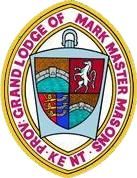 PROV. GRAND LODGE OF MARK MASTER MASONS
· KENT ·